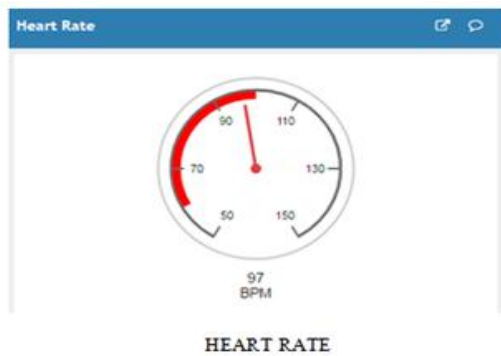 Heart Rate
90 110
70 130
50 150
97
BPM
HEART RATE